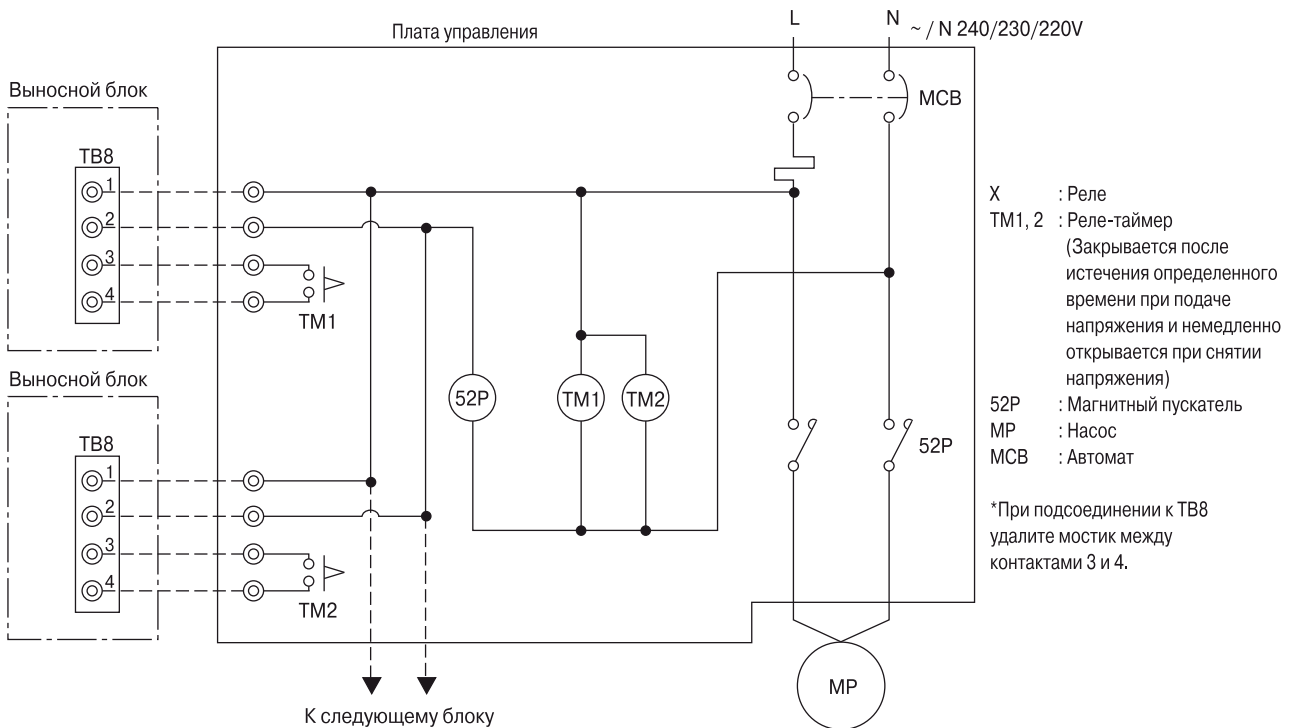 L
N
~ / N 240/230/220V
Плата управления
MCB
Выносной блок
TB8
1
2
3
4
TM1
52P
TM1
TM2
52P
Выносной блок
TB8
1
2
3
4
TM2
К следующему блоку
MP
X : Реле
TM1, 2 : Реле-таймер
(Закрывается после
истечения определенного
времени при подаче
напряжения и немедленно
открывается при снятии
напряжения)
52P : Магнитный пускатель
MP : Насос
MCB : Автомат
*При подсоединении к TB8
удалите мостик между
контактами 3 и 4.